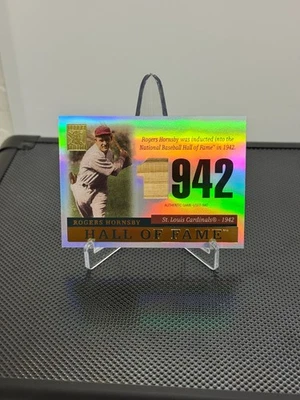 Rogers Hornsby was inducted into the
National Baseball Hall of Fame® in 1942
942
ROGERS HORNSBY
St. Louis Cardinals® - 1942
HALL OF FAME